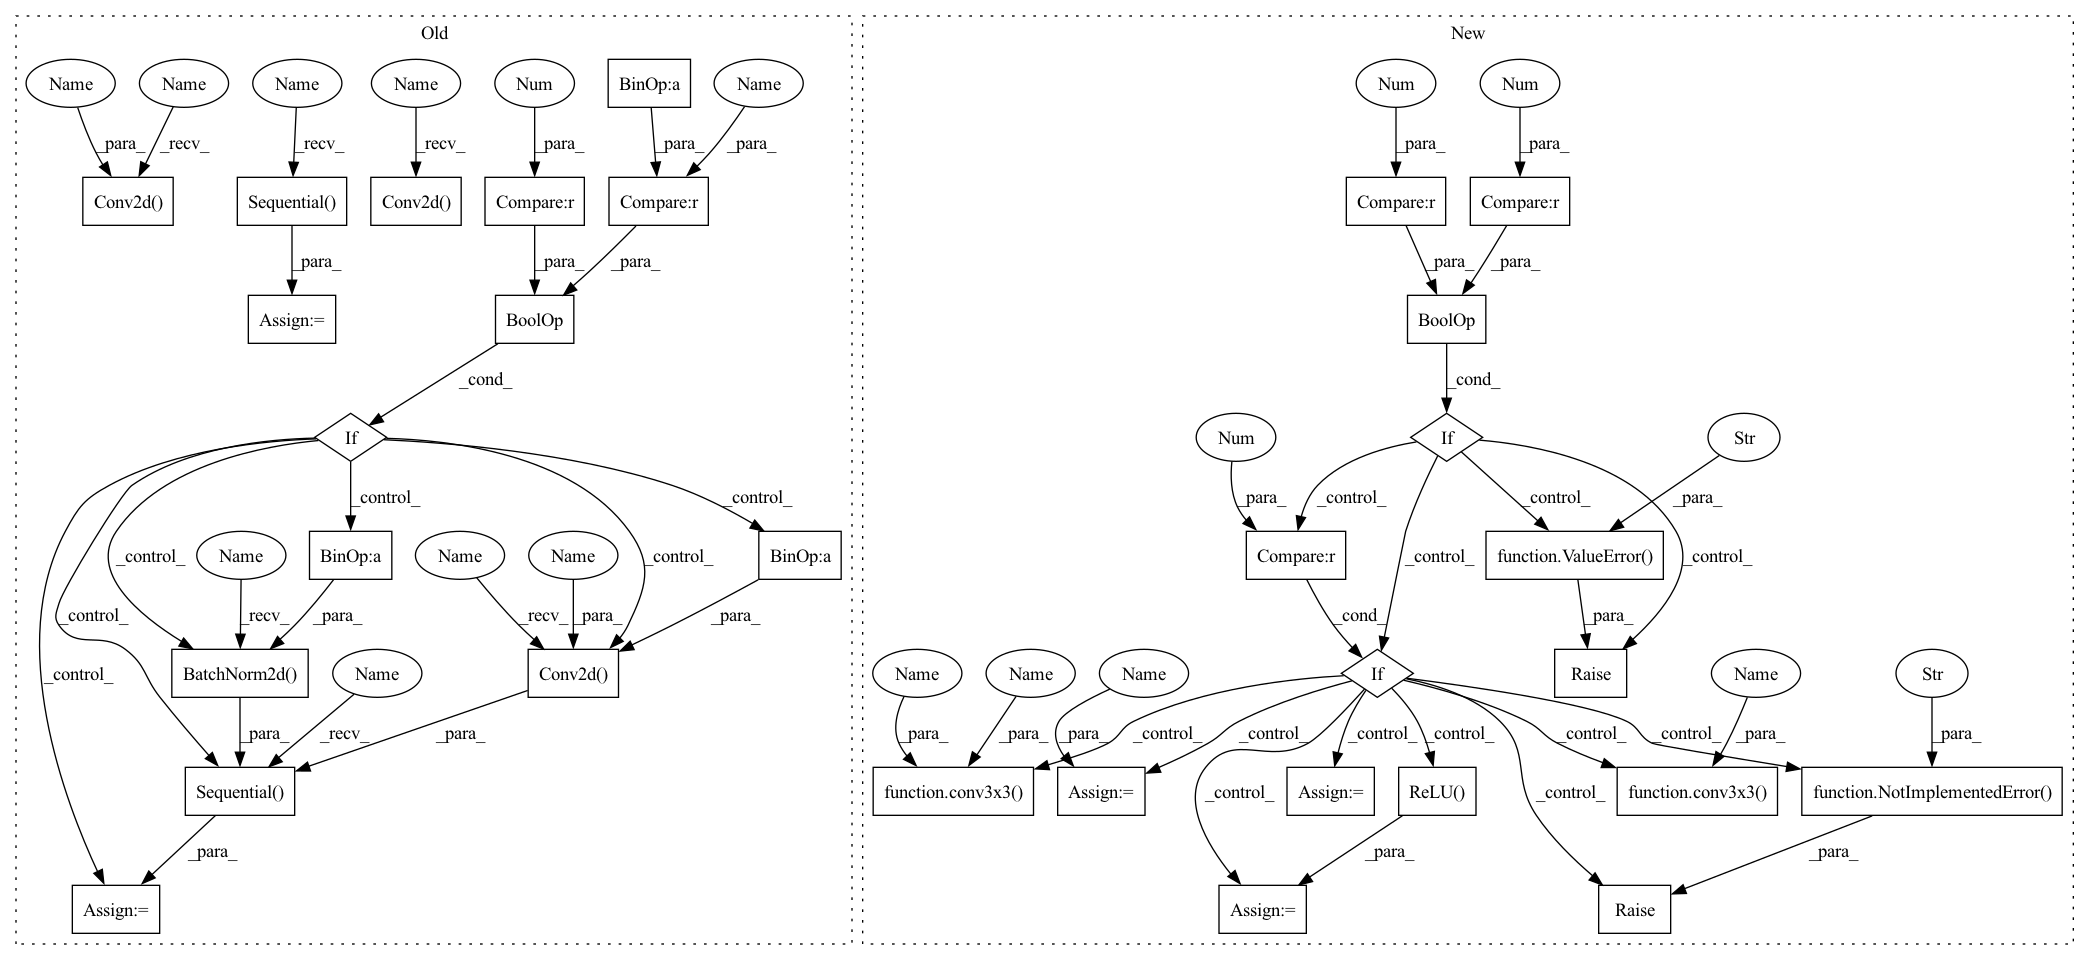 Old
New
Name
Name
Name
Name
Num
BinOp:a
Name
Num
Num
_para_
_recv_
_recv_
_recv_
_para_
_para_
_para_
_para_
_para_
Conv2d()
Sequential()
Conv2d()
Compare:r
Compare:r
Compare:r
Compare:r
_para_
_para_
_para_
_para_
_para_
Assign:=
BoolOp
BoolOp
_cond_
_cond_
If
Num
If
Str
_control_
_control_
_para_
_control_
_control_
_para_
Name
BinOp:a
Name
Name
BinOp:a
Compare:r
function.ValueError()
_control_
_control_
_control_
_control_
_recv_
_para_
_recv_
_para_
_para_
_cond_
_para_
_control_
_control_
BatchNorm2d()
Name
Conv2d()
Name
Name
Name
If
Raise
Name
Str
_control_
_para_
_recv_
_para_
_para_
_para_
_para_
_control_
_control_
_control_
_control_
_control_
_para_
_control_
_para_
Sequential()
function.conv3x3()
Assign:=
Assign:=
ReLU()
function.conv3x3()
function.NotImplementedError()
_control_
_control_
_para_
_para_
_para_
Assign:=
Assign:=
Raise